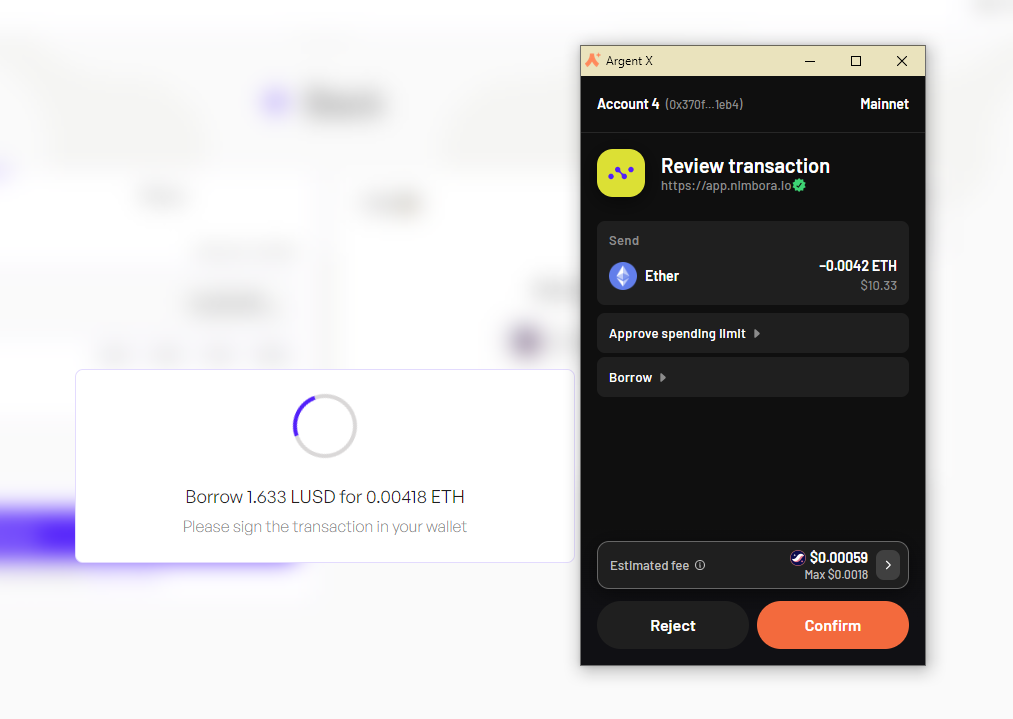 Argent X
Account 4 (0x370f...1eb4)
Mainnet
Review transaction
https://app.nimbora.io
Send
Ether
−0.0042 ETH
$10.33
Approve spending limit
Borrow
Borrow 1.633 LUSD for 0.00418 ETH
Please sign the transaction in your wallet
Estimated fee
$0.00059
Max $0.0018
Reject
Confirm